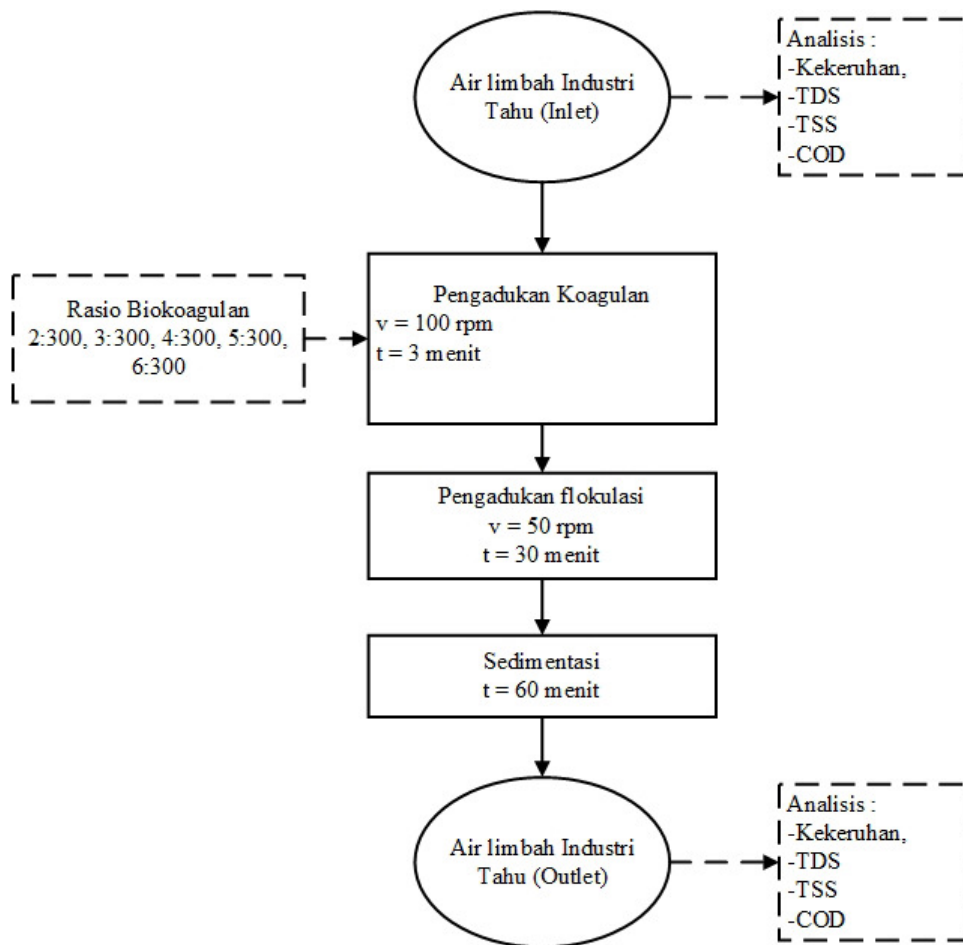 Air limbah Industri
Tahu (Inlet)
Analisis :
-Kekeruhan,
-TDS
-TSS
-COD
Rasio Biokoagulan
2:300, 3:300, 4:300, 5:300,
6:300
Pengadukan Koagulan
v = 100 rpm
t = 3 menit
Pengadukan flokulasi
v = 50 rpm
t = 30 menit
Sedimentasi
t = 60 menit
Air limbah Industri
Tahu (Outlet)
Analisis :
-Kekeruhan,
-TDS
-TSS
-COD